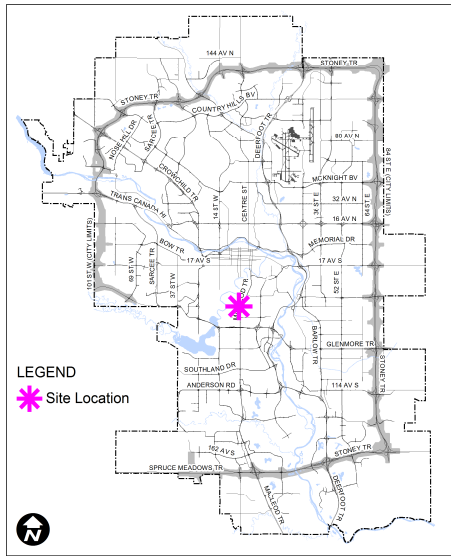 144 AV N
STONEY TR
STONEY TR
COUNTRY HILLS BV
NOSE HILL DR
SARCEE TR
DEERFOOT TR
80 AV N
CROWCHILD TR
MCKNIGHT BV
84 ST E (CITY LIMITS)
TRANS CANADA HI
14 ST W
CENTRE ST
36 ST E
32 AV N
68 ST E
16 AV N
101 ST W (CITY LIMITS)
BOW TR
MEMORIAL DR
17 AV S
17 AV S
69 ST W
SARCEE TR
37 ST W
52 ST E
BARLOW TR
GLENMORE TR
STONEY TR
SOUTHLAND DR
LEGEND
Site Location
ANDERSON RD
114 AV S
162 AV S
STONEY TR
SPRUCE MEADOWS TR
MACLEOD TR
DEERFOOT TR
N